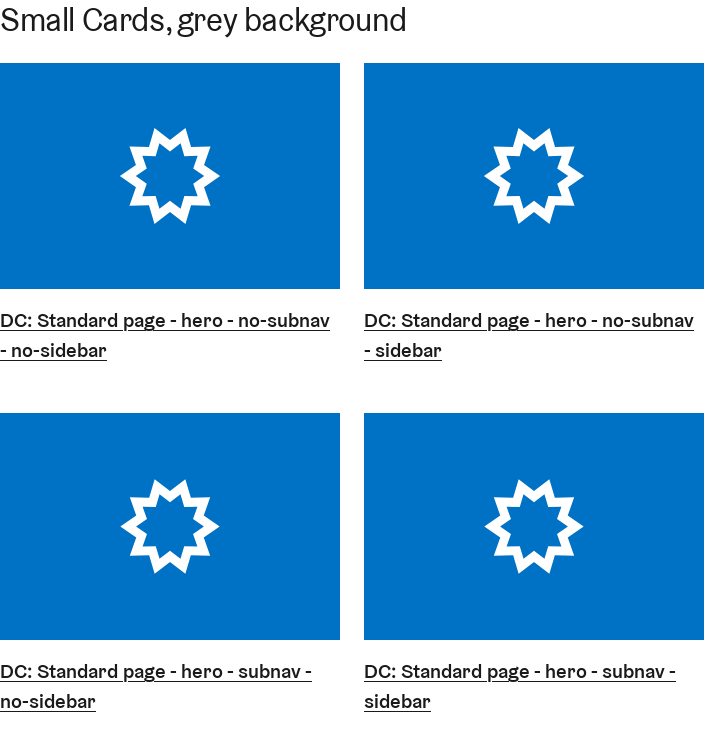 Small Cards, grey background
DC: Standard page - hero - no-subnav
- no-sidebar
DC: Standard page - hero - no-subnav
- sidebar
DC: Standard page - hero - subnav -
no-sidebar
DC: Standard page - hero - subnav -
sidebar